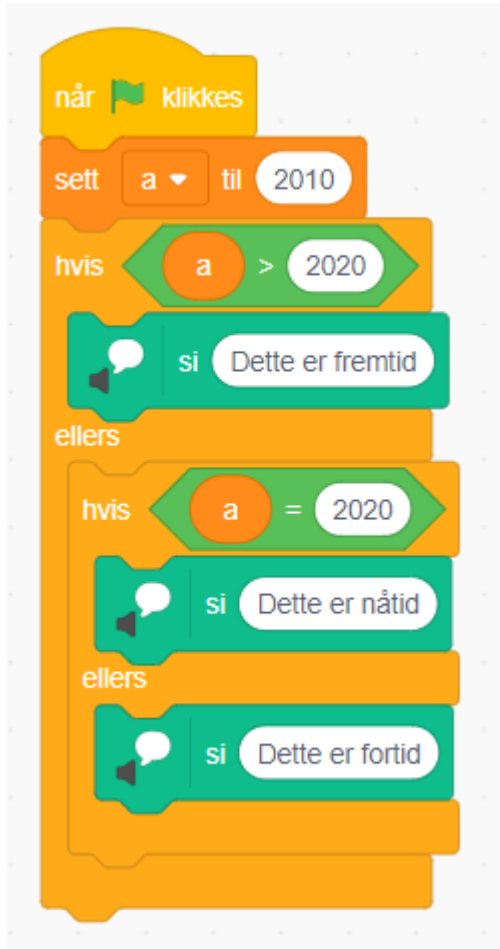 når klikkes
sett a til 2010
hvis a > 2020
si Dette er fremtid
ellers
hvis a = 2020
si Dette er nåtid
ellers
si Dette er fortid